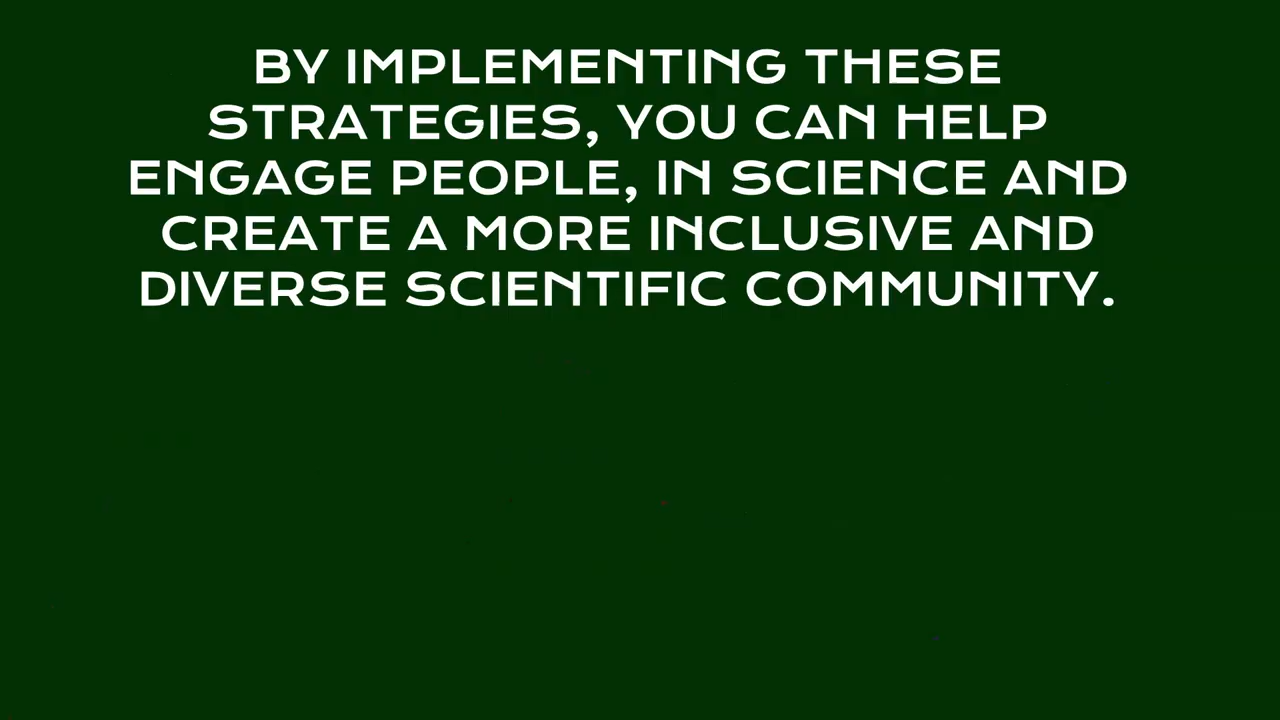 BY IMPLEMENTING THESE
STRATEGIES, YOU CAN HELP
ENGAGE PEOPLE, IN SCIENCE AND
CREATE A MORE INCLUSIVE AND
DIVERSE SCIENTIFIC COMMUNITY.